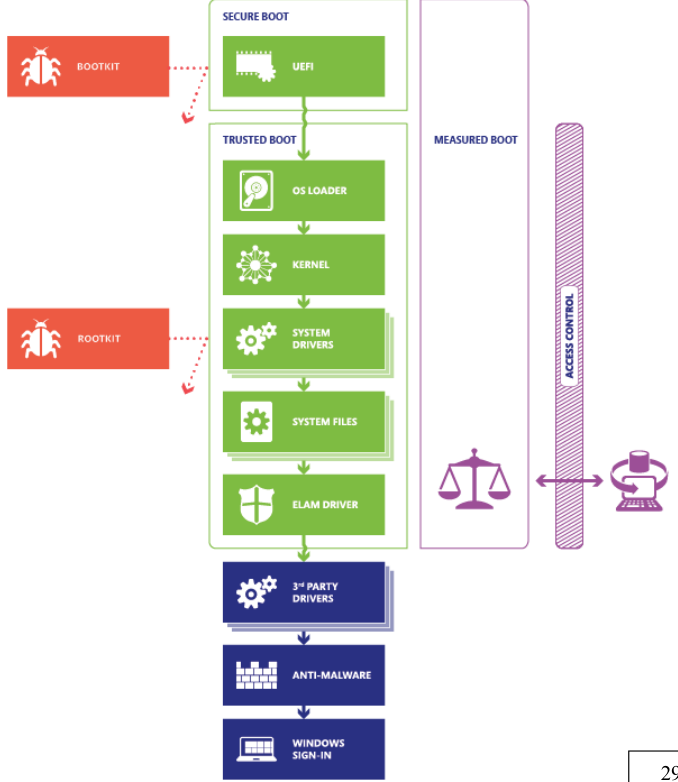 SECURE BOOT
BOOTKIT
UEFI
TRUSTED BOOT
MEASURED BOOT
OS LOADER
KERNEL
ACCESS CONTROL
ROOTKIT
SYSTEM
DRIVERS
SYSTEM FILES
ELAM DRIVER
3rd PARTY
DRIVERS
ANTI-MALWARE
WINDOWS
SIGN-IN
29